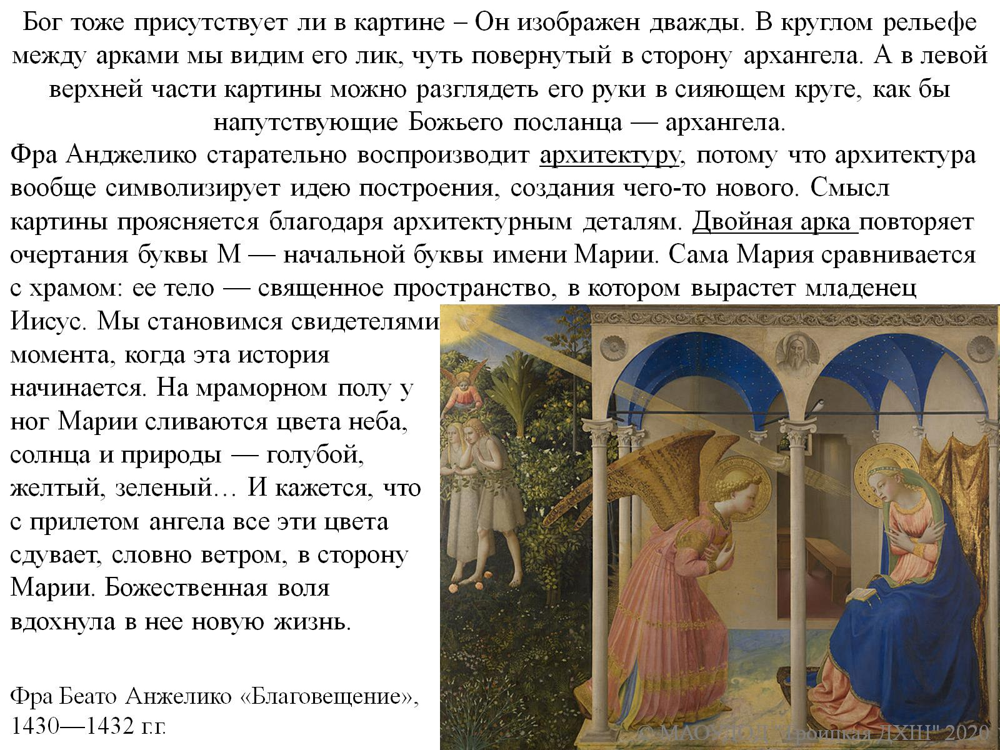 Бог тоже присутствует ли в картине – Он изображен дважды. В круглом рельефе
между арками мы видим его лик, чуть повернутый в сторону архангела. А в левой
верхней части картины можно разглядеть его руки в сияющем круге, как бы
напутствующие Божьего посланца — архангела.
Фра Анджелико старательно воспроизводит архитектуру, потому что архитектура
вообще символизирует идею построения, создания чего-то нового. Смысл
картины проясняется благодаря архитектурным деталям. Двойная арка повторяет
очертания буквы М — начальной буквы имени Марии. Сама Мария сравнивается
с храмом: ее тело — священное пространство, в котором вырастет младенец
Иисус. Мы становимся свидетелями
момента, когда эта история
начинается. На мраморном полу у
ног Марии сливаются цвета неба,
солнца и природы — голубой,
желтый, зеленый… И кажется, что
с прилетом ангела все эти цвета
сдувает, словно ветром, в сторону
Марии. Божественная воля
вдохнула в нее новую жизнь.
Фра Беато Анжелико «Благовещение»,
1430—1432 г.г.
© МАОУДОД "Троицкая ДХШ" 2020